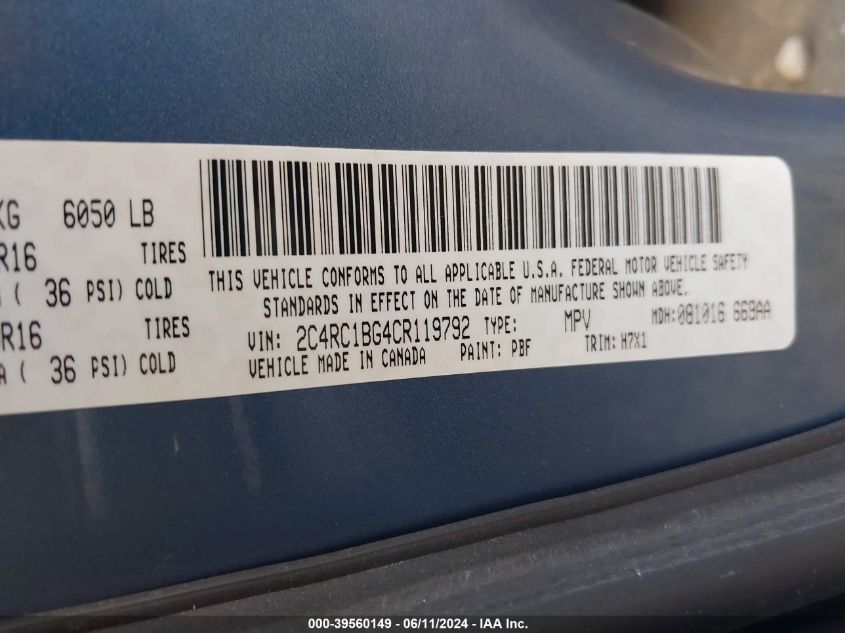 KG 6050 LB
R16 TIRES
( 36 PSI) COLD
R16 TIRES
A ( 36 PSI) COLD
THIS VEHICLE CONFORMS TO ALL APPLICABLE U.S.A. FEDERAL MOTOR VEHICLE SAFETY
STANDARDS IN EFFECT ON THE DATE OF MANUFACTURE SHOWN ABOVE.
VIN: 2C4RC1BG4CR119792 TYPE: MPV MDH: 081016 669AA
VEHICLE MADE IN CANADA PAINT: PBF TRIM: H7X1
000-39560149 - 06/11/2024 - IAA Inc.